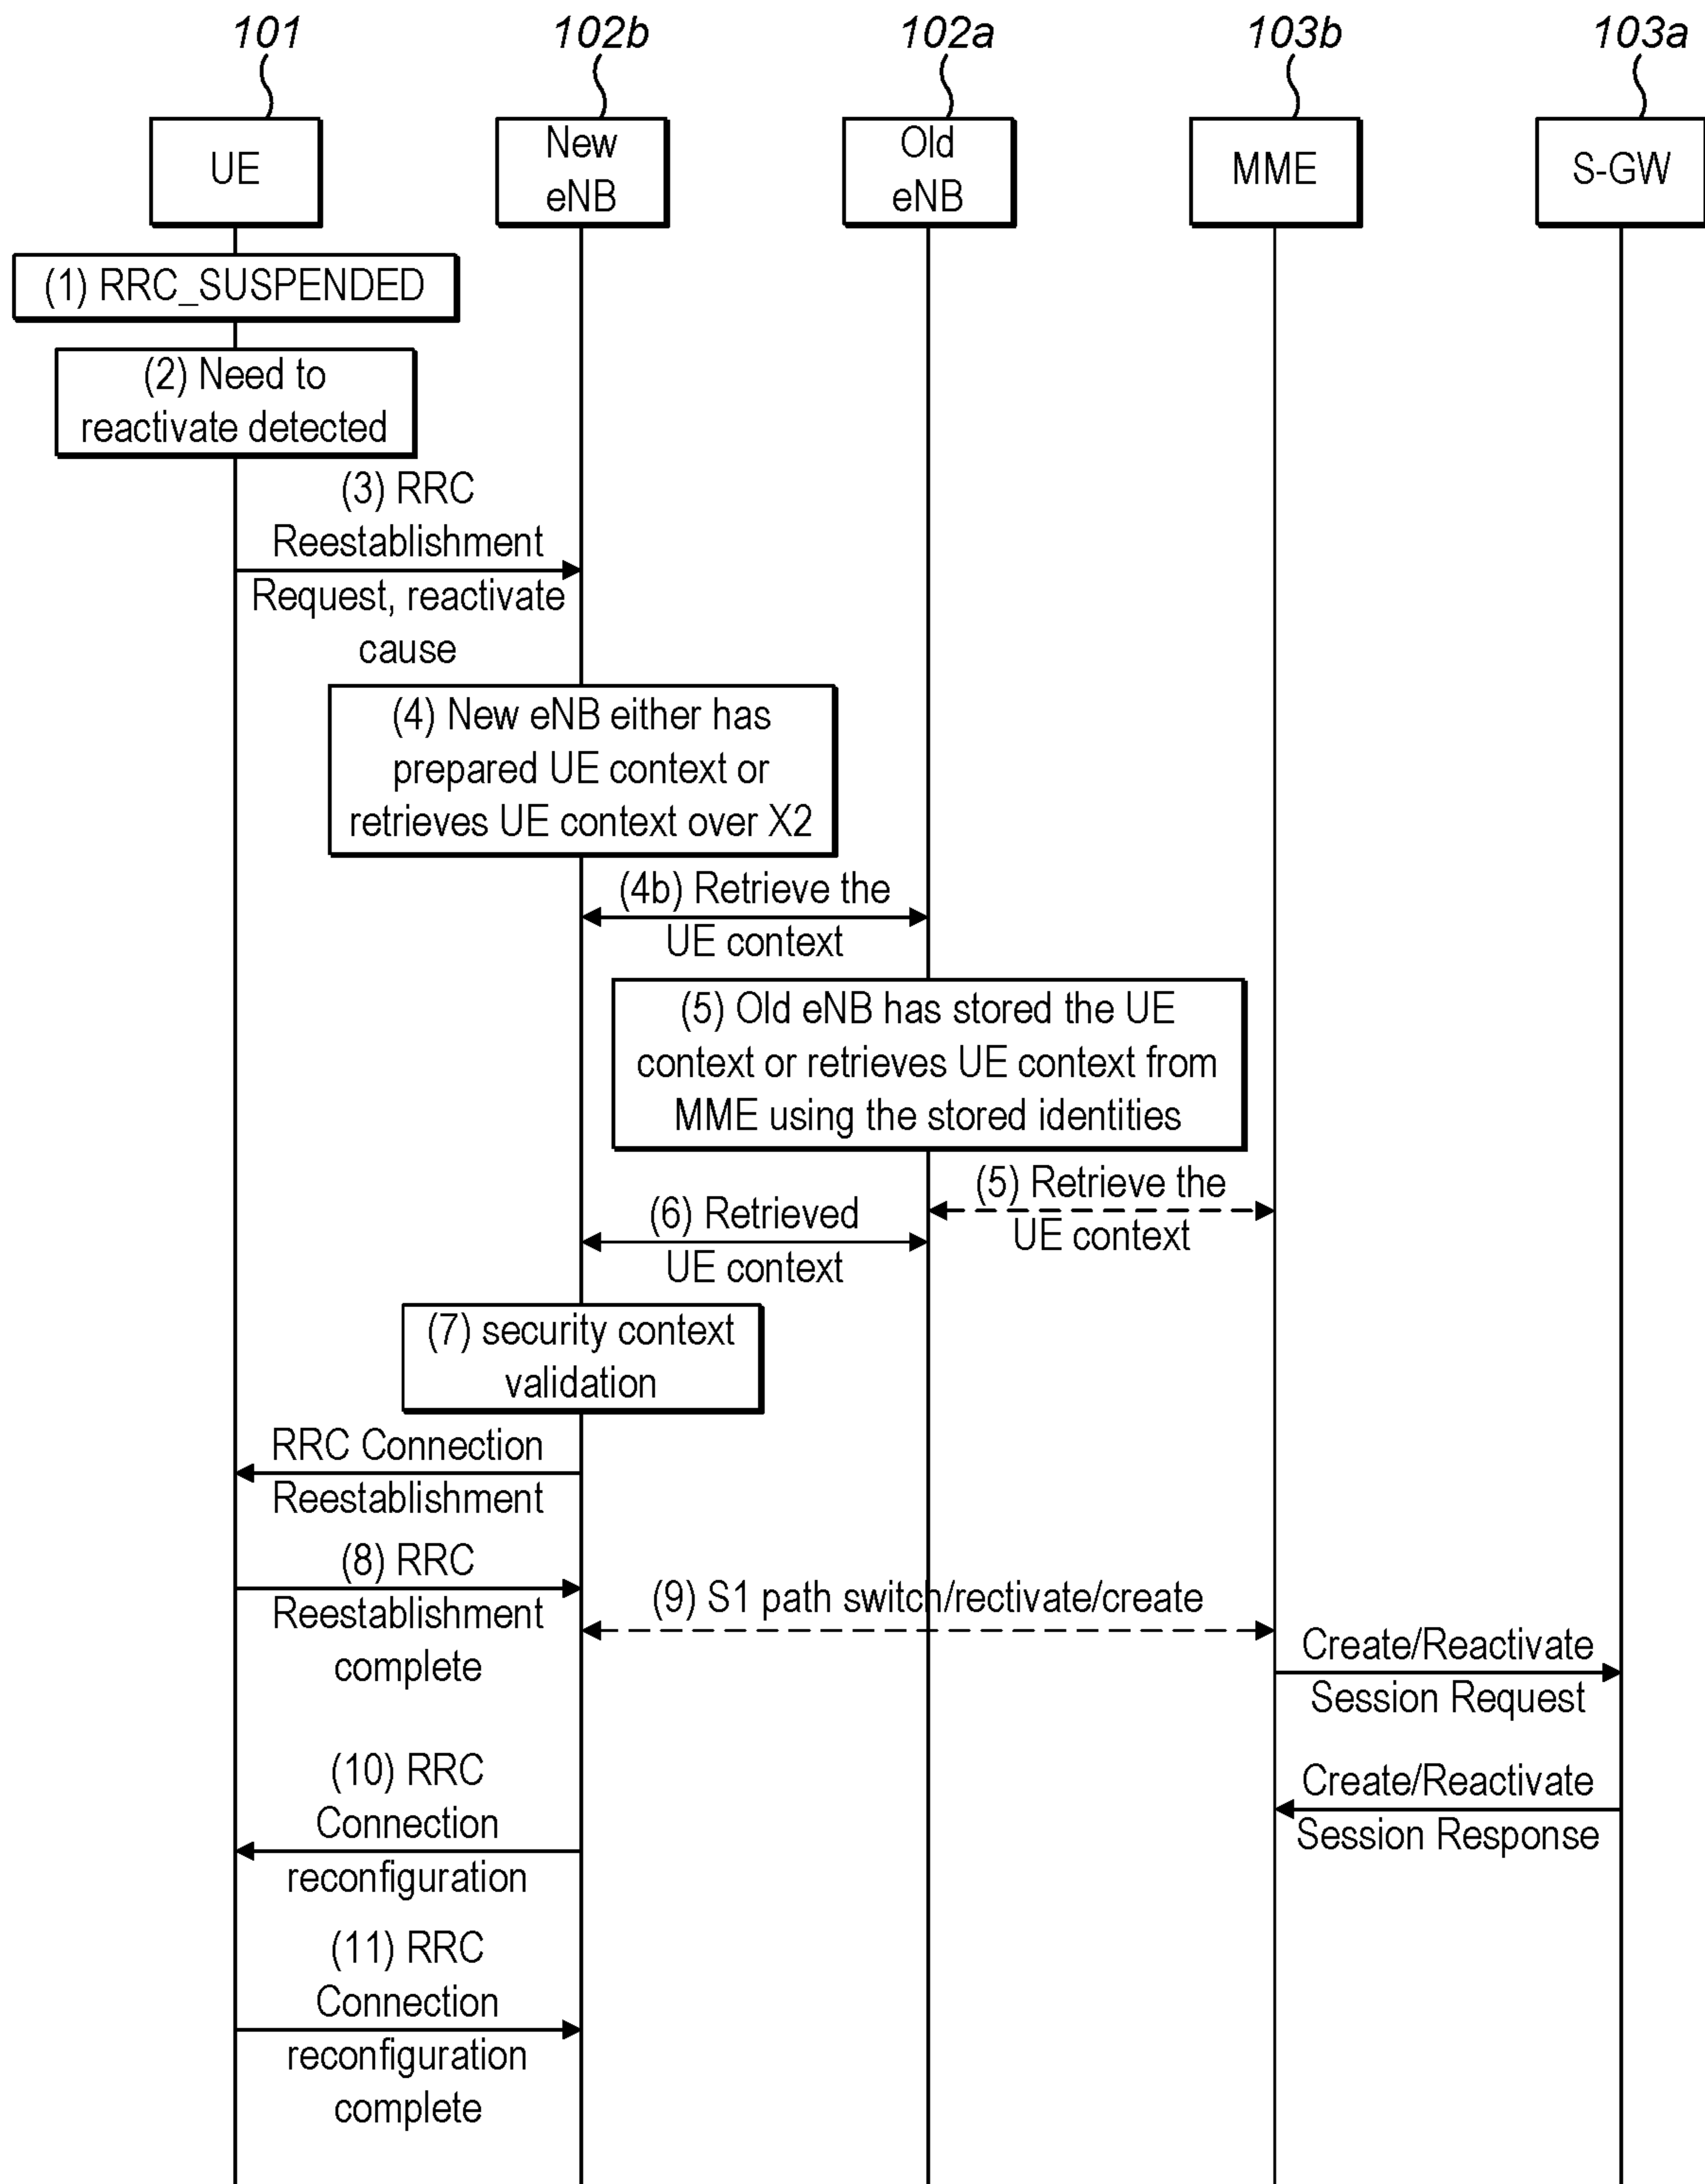 101
102b
102a
103b
103a
UE
New
eNB
Old
eNB
MME
S-GW
(1) RRC_SUSPENDED
(2) Need to
reactivate detected
(3) RRC
Reestablishment
Request, reactivate
cause
(4) New eNB either has
prepared UE context or
retrieves UE context over X2
(4b) Retrieve the
UE context
(5) Old eNB has stored the UE
context or retrieves UE context from
MME using the stored identities
(5) Retrieve the
UE context
(6) Retrieved
UE context
(7) security context
validation
RRC Connection
Reestablishment
(8) RRC
Reestablishment
complete
(9) S1 path switch/rectivate/create
Create/Reactivate
Session Request
(10) RRC
Connection
reconfiguration
Create/Reactivate
Session Response
(11) RRC
Connection
reconfiguration
complete